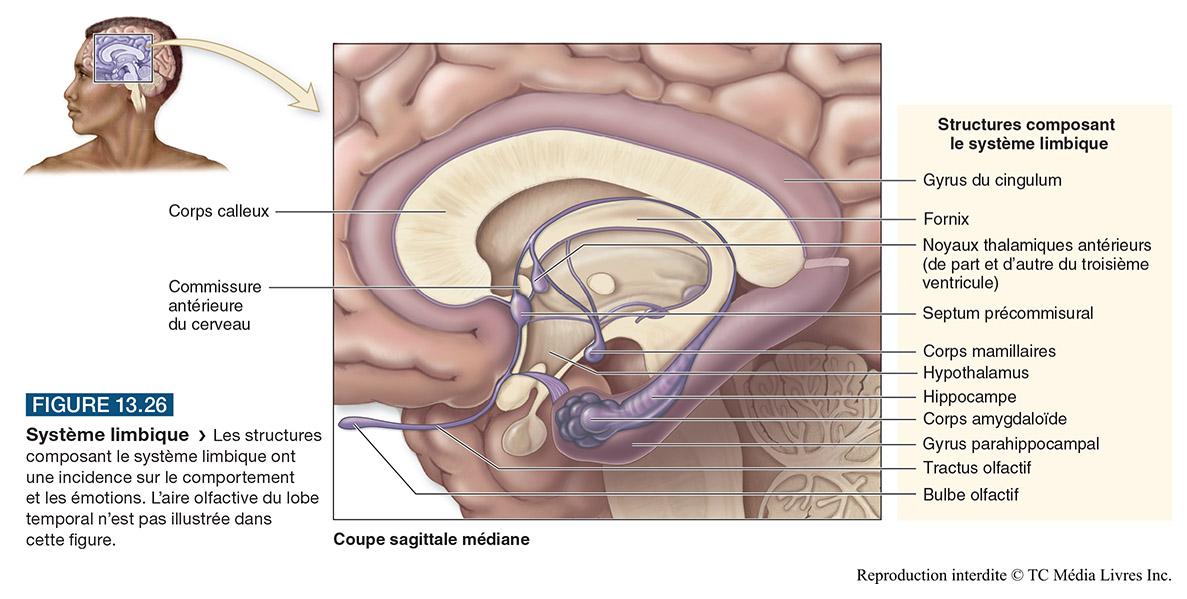 Structures composant
le système limbique
Gyrus du cingulum
Fornix
Noyaux thalamiques antérieurs
(de part et d'autre du troisième
ventricule)
Septum précommisural
Corps mamillaires
Hypothalamus
Hippocampe
Corps amygdaloïde
Gyrus parahippocampal
Tractus olfactif
Bulbe olfactif
Corps calleux
Commissure
antérieure
du cerveau
FIGURE 13.26
Système limbique › Les structures
composant le système limbique ont
une incidence sur le comportement
et les émotions. L'aire olfactive du lobe
temporal n'est pas illustrée dans
cette figure.
Coupe sagittale médiane
Reproduction interdite © TC Média Livres Inc.